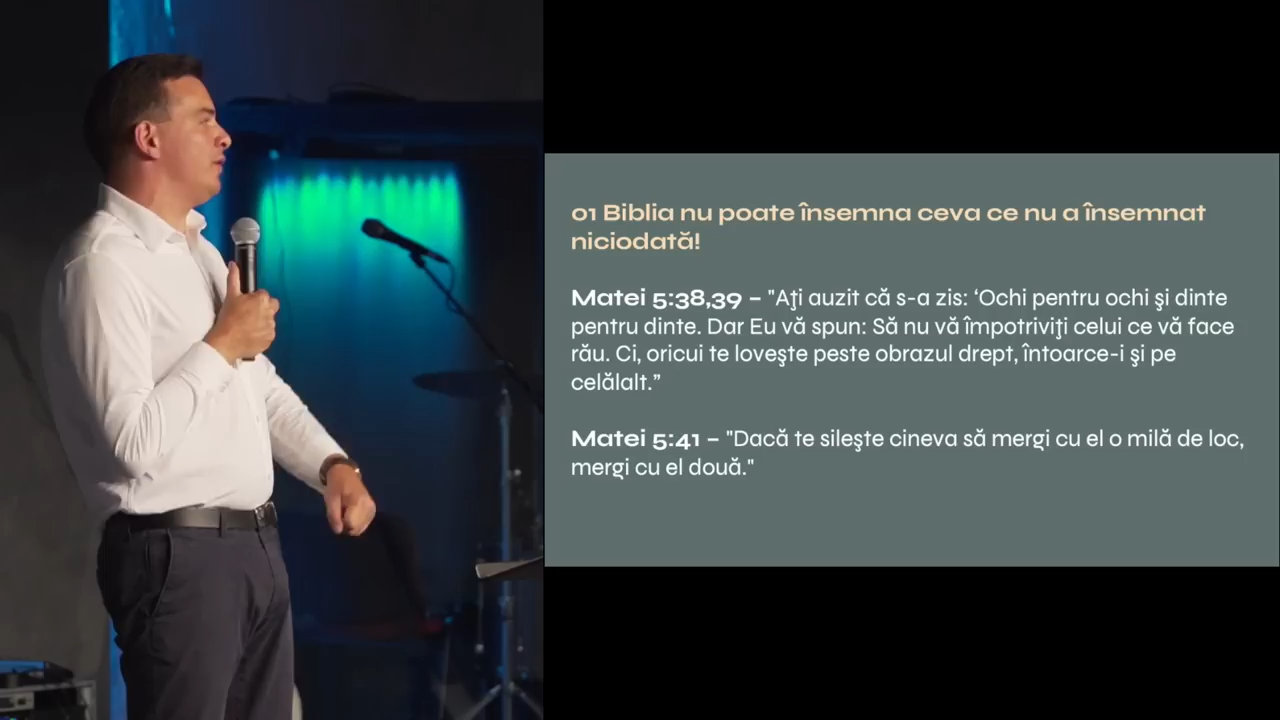 01 Biblia nu poate însemna ceva ce nu a însemnat
niciodată!
Matei 5:38,39 – "Aţi auzit că s-a zis: ‘Ochi pentru ochi şi dinte
pentru dinte. Dar Eu vă spun: Să nu vă împotriviţi celui ce vă face
rău. Ci, oricui te loveşte peste obrazul drept, întoarce-i şi pe
celălalt.”
Matei 5:41 – "Dacă te sileşte cineva să mergi cu el o milă de loc,
mergi cu el două."